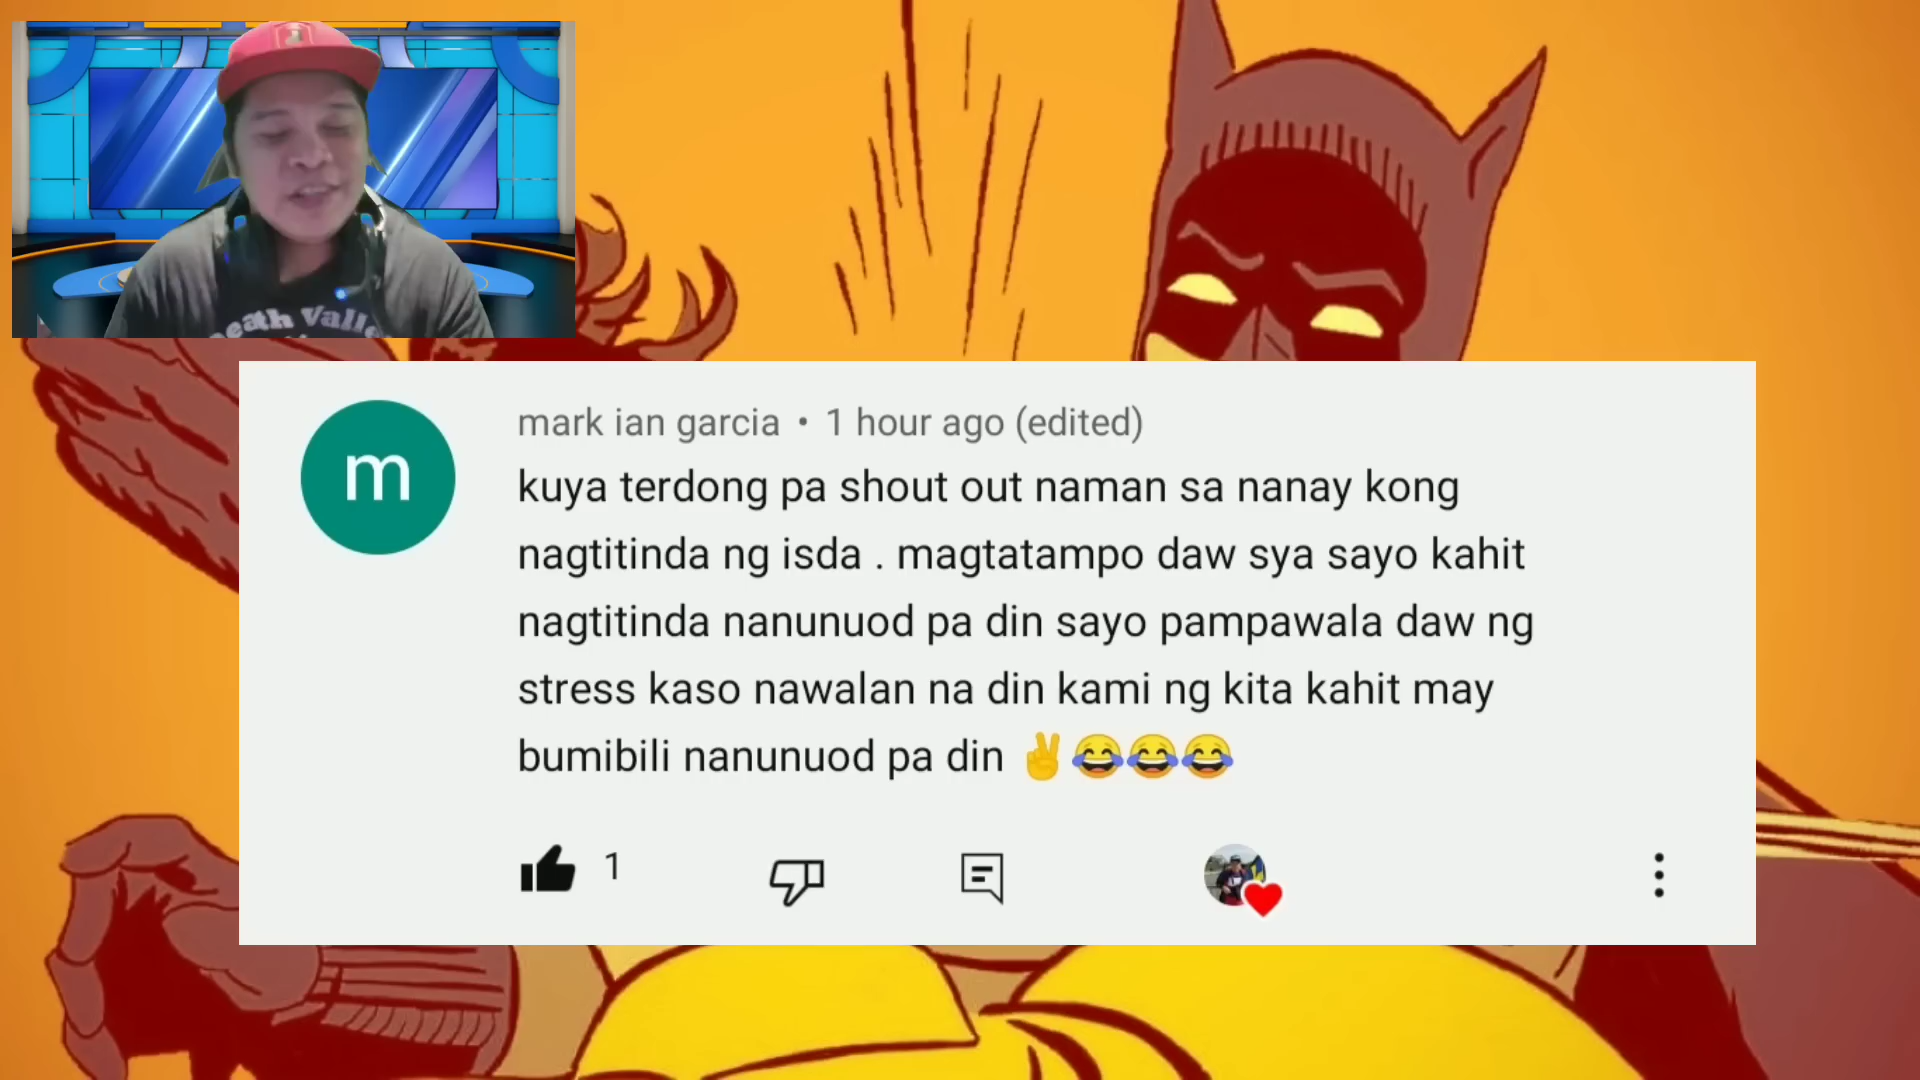 eath Valle
m
mark ian garcia • 1 hour ago (edited)
kuya terdong pa shout out naman sa nanay kong
nagtitinda ng isda . magtatampo daw sya sayo kahit
nagtitinda nanunuod pa din sayo pampawala daw ng
stress kaso nawalan na din kami ng kita kahit may
bumibili nanunuod pa din ✌😂😂😂
1